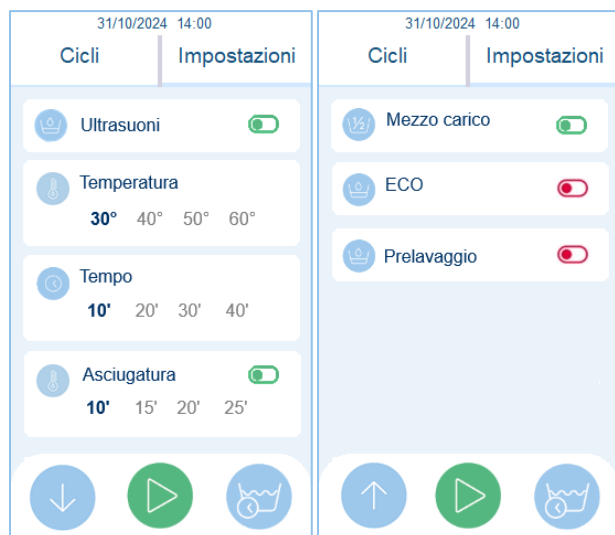 31/10/2024 14:00
Cicli Impostazioni
Ultrasuoni
Temperatura
30° 40° 50° 60°
Tempo
10' 20' 30' 40'
Asciugatura
10' 15' 20' 25'
31/10/2024 14:00
Cicli Impostazioni
½ Mezzo carico
ECO
Prelavaggio